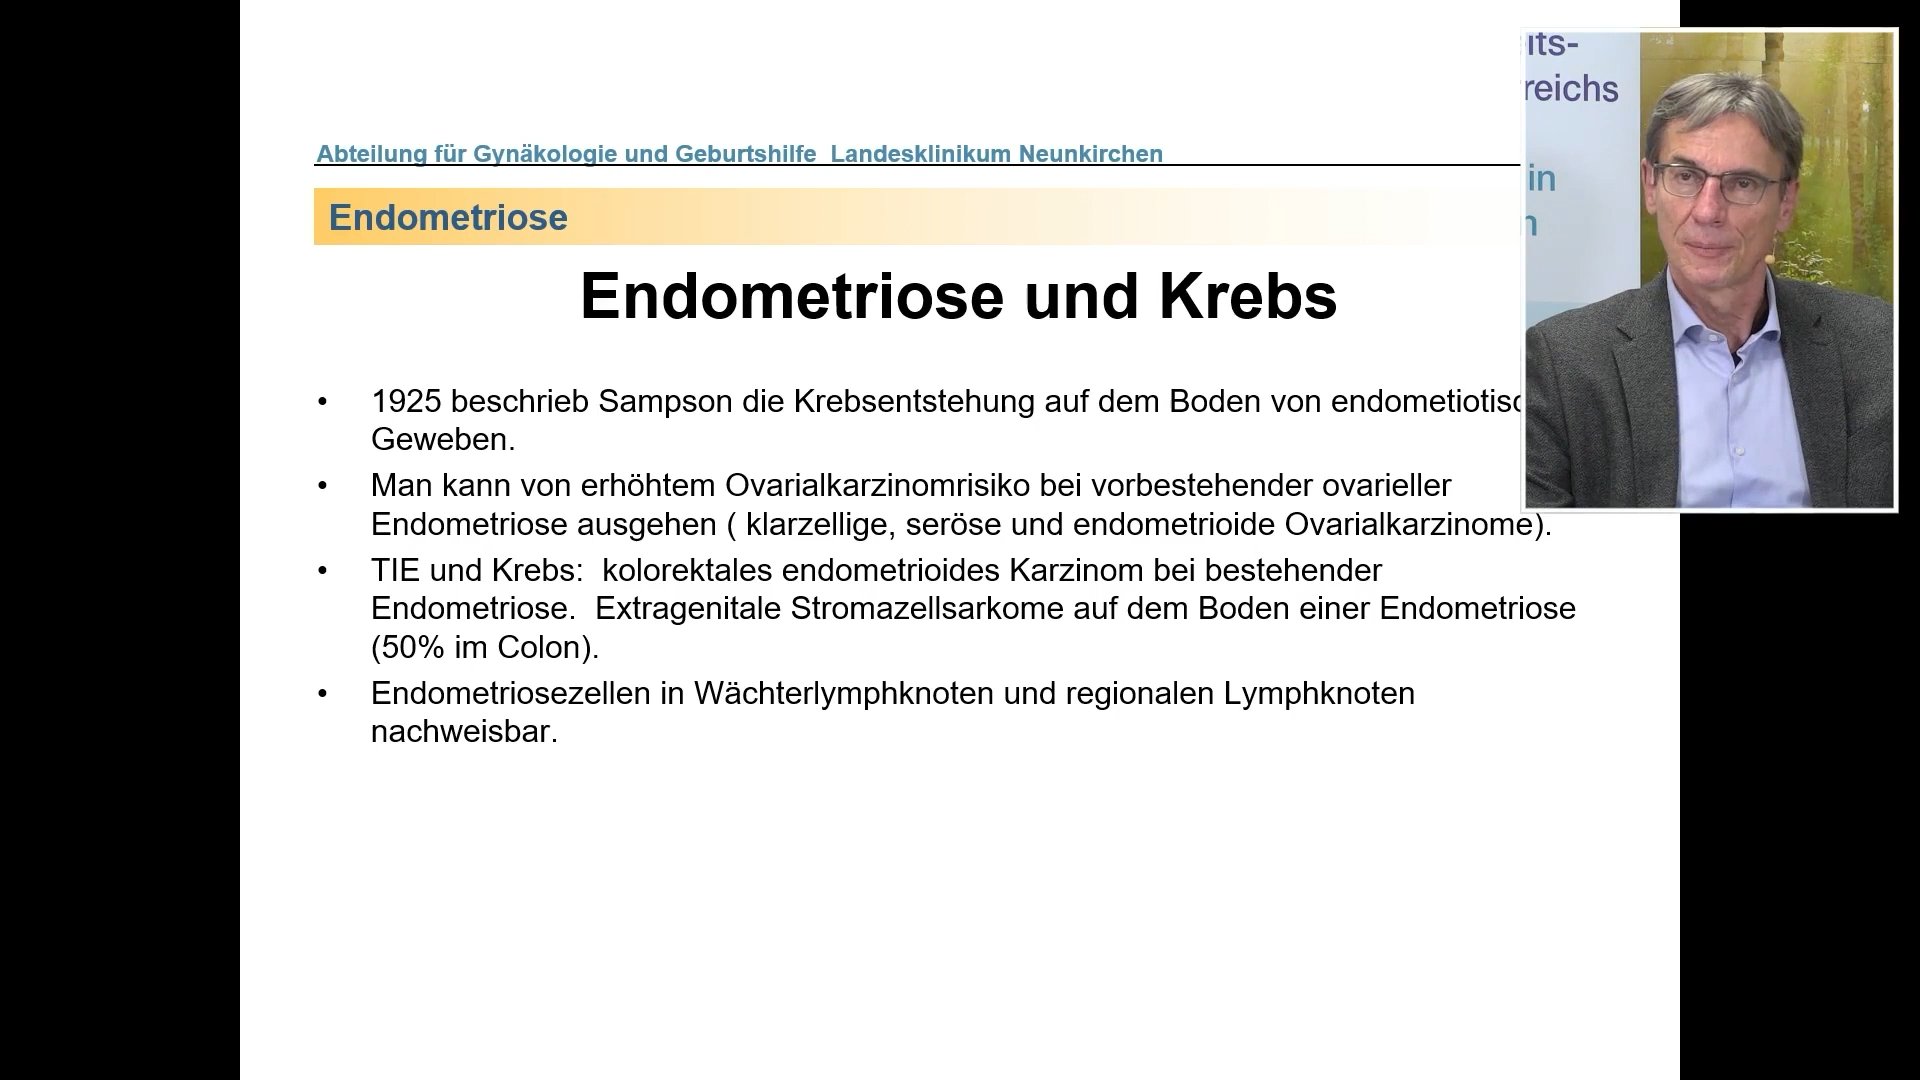 Abteilung für Gynäkologie und Geburtshilfe Landesklinikum Neunkirchen
Endometriose
Endometriose und Krebs
• 1925 beschrieb Sampson die Krebsentstehung auf dem Boden von
Geweben.
• Man kann von erhöhtem Ovarialkarzinomrisiko bei vorbestehender ovarieller
Endometriose ausgehen ( klarzellige, seröse und endometrioide Ovarialkarzinome).
• TIE und Krebs: kolorektales endometrioides Karzinom bei bestehender
Endometriose. Extragenitale Stromazellsarkome auf dem Boden einer Endometriose
(50% im Colon).
• Endometriosezellen in Wächterlymphknoten und regionalen Lymphknoten
nachweisbar.
its-
reichs
in